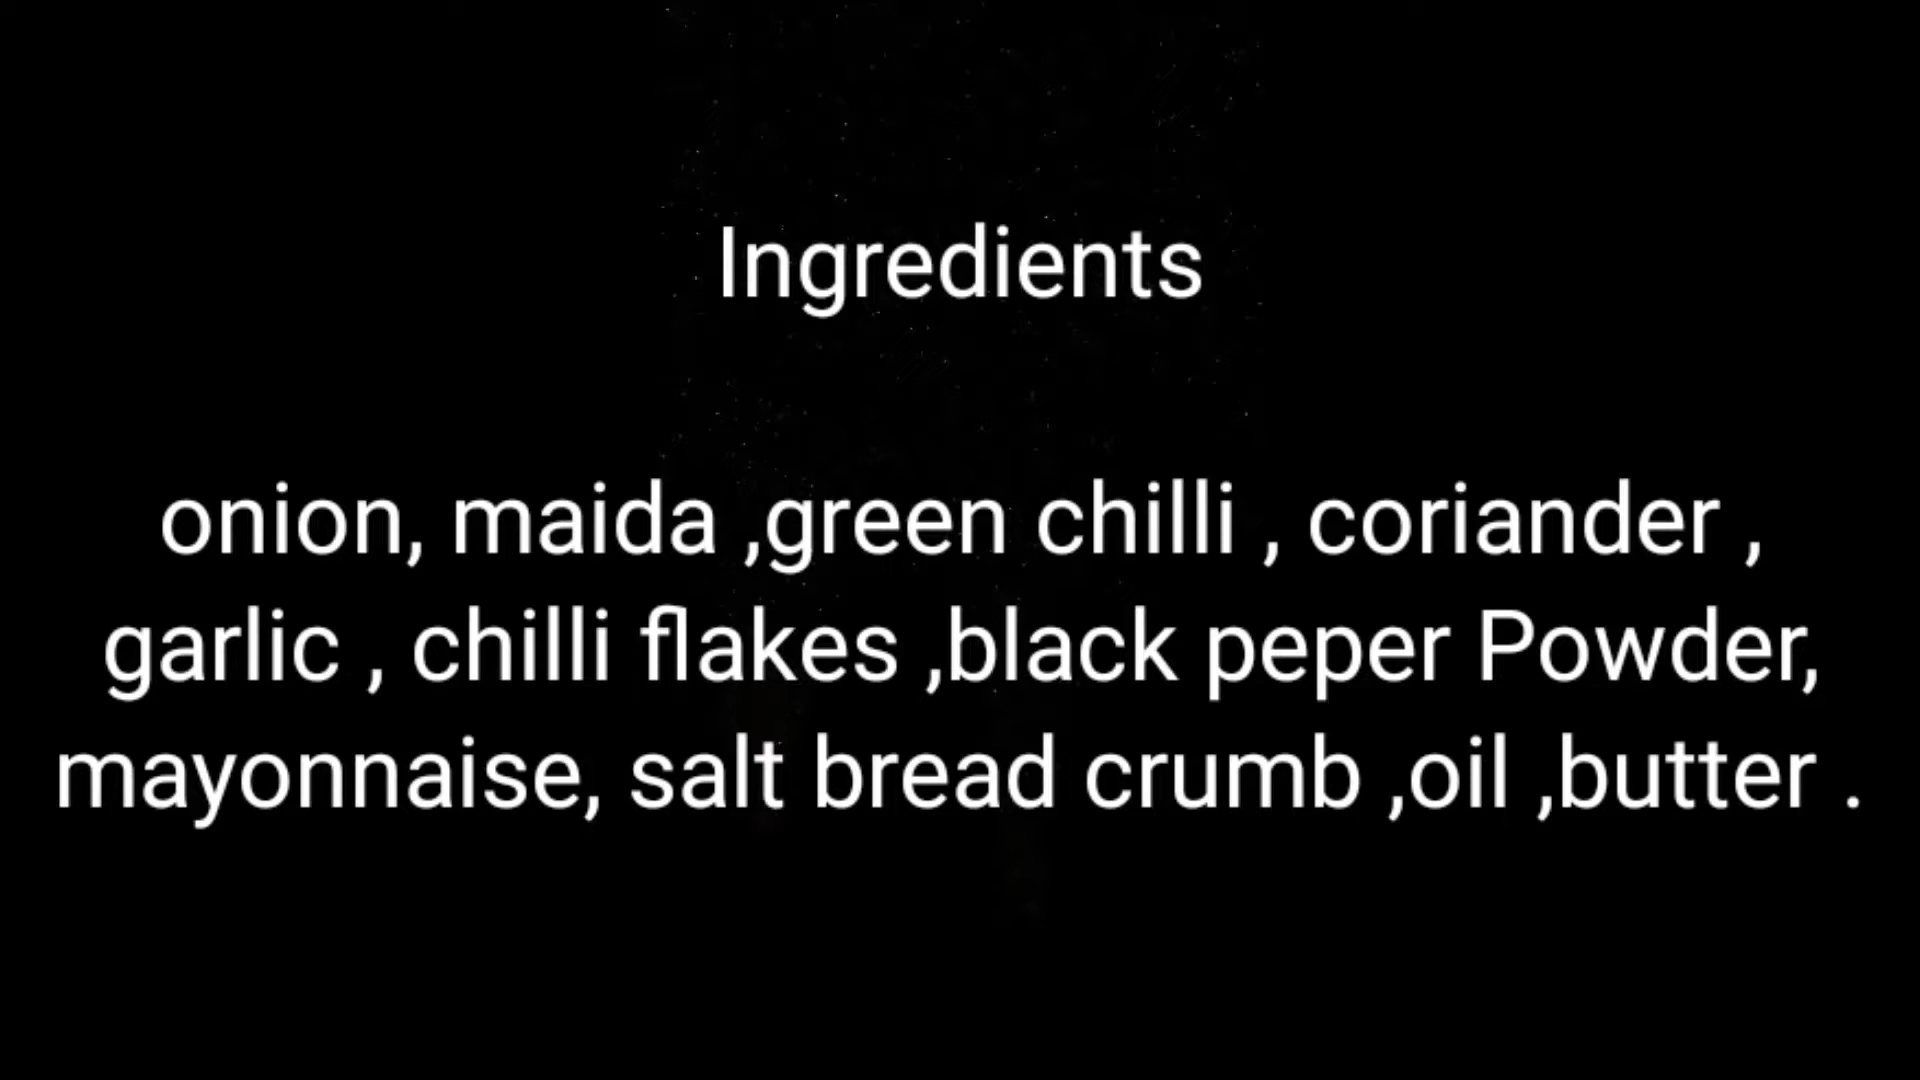 Ingredients
onion, maida ,green chilli , coriander ,
garlic , chilli flakes ,black peper Powder,
mayonnaise, salt bread crumb ,oil ,butter .